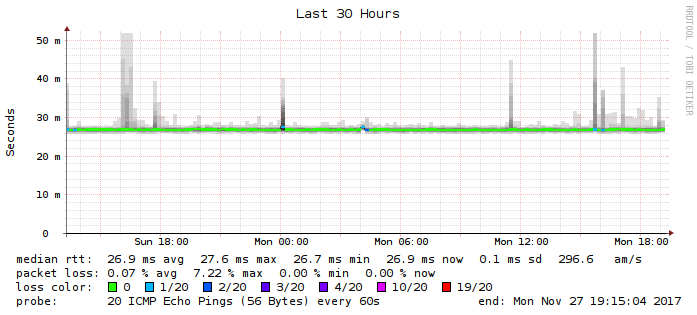 Last 30 Hours
RRDTOOL / TOBI OETIKER
Seconds
50 m
40 m
30 m
20 m
10 m
0
Sun 18:00 Mon 00:00 Mon 06:00 Mon 12:00 Mon 18:00
median rtt: 26.9 ms avg 27.6 ms max 26.7 ms min 26.9 ms now 0.1 ms sd 296.6 am/s
packet loss: 0.07 % avg 7.22 % max 0.00 % min 0.00 % now
loss color: 0 1/20 2/20 3/20 4/20 10/20 19/20
probe: 20 ICMP Echo Pings (56 Bytes) every 60s end: Mon Nov 27 19:15:04 2017